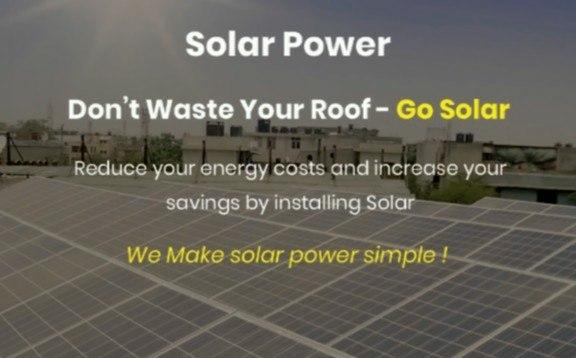 Solar Power
Don't Waste Your Roof - Go Solar
Reduce your energy costs and increase your
savings by installing Solar
We Make solar power simple !